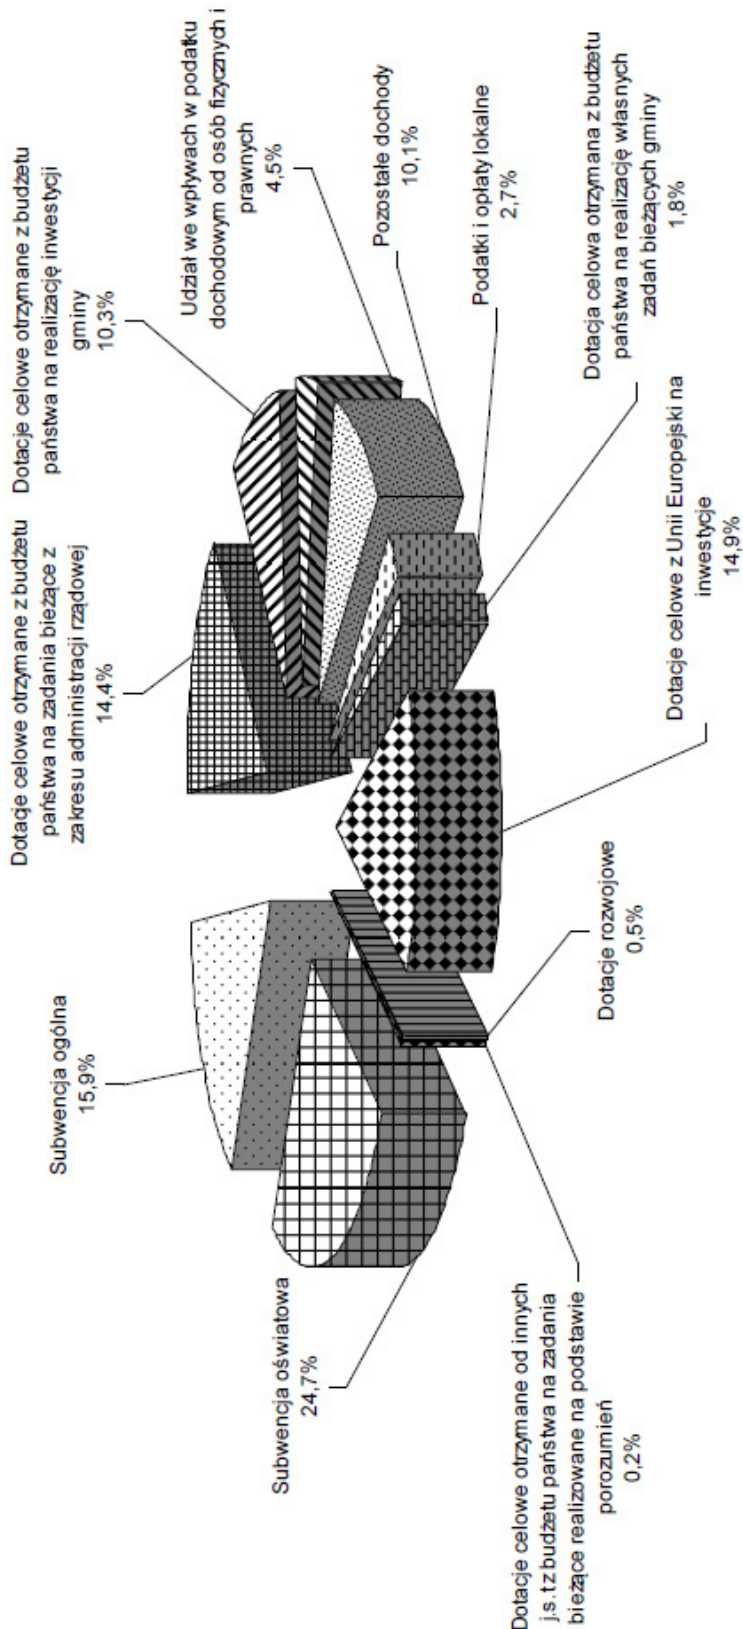 Dotacje celowe otrzymane z budżetu
państwa na zadania bieżące z
zakresu administracji rządowej
14,4%
Dotacje celowe otrzymane z budżetu
państwa na realizację inwestycji
gminy
10,3%
Udział we wpływach w podatku
dochodowym od osób fizycznych i
prawnych
4,5%
Pozostałe dochody
10,1%
Podatki i opłaty lokalne
2,7%
Dotacja celowa otrzymana z budżetu
państwa na realizację własnych
zadań bieżących gminy
1,8%
Dotacje celowe z Unii Europejski na
inwestycje
14,9%
Dotacje rozwojowe
0,5%
Dotacje celowe otrzymane od innych
j.s.t z budżetu państwa na zadania
bieżące realizowane na podstawie
porozumień
0,2%
Subwencja oświatowa
24,7%
Subwencja ogólna
15,9%